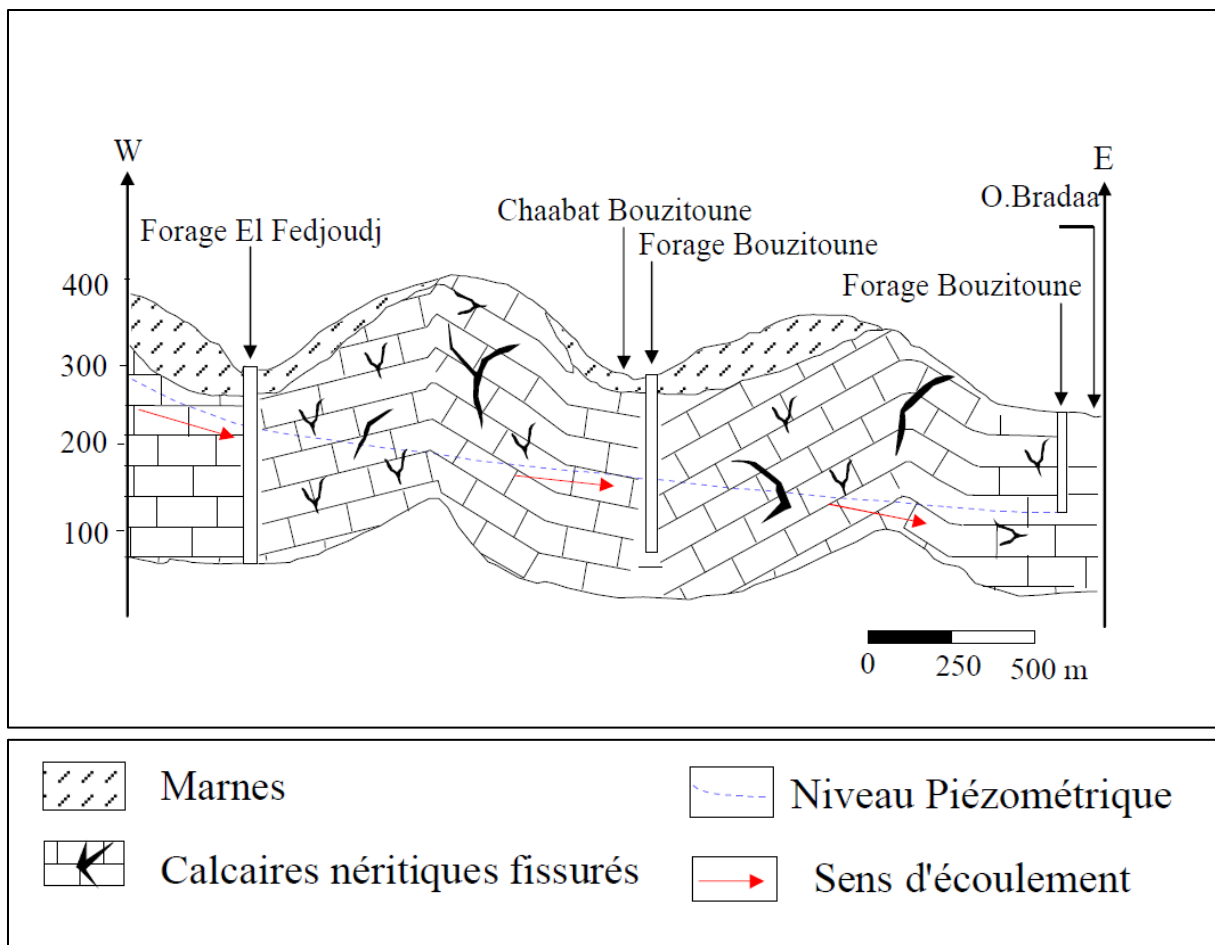 W
E
O.Bradaa
Chaabat Bouzitoune
Forage El Fedjoudj
Forage Bouzitoune
Forage Bouzitoune
400
300
200
100
0 250 500 m
Marnes
Niveau Piézométrique
Calcaires néritiques fissurés
Sens d'écoulement